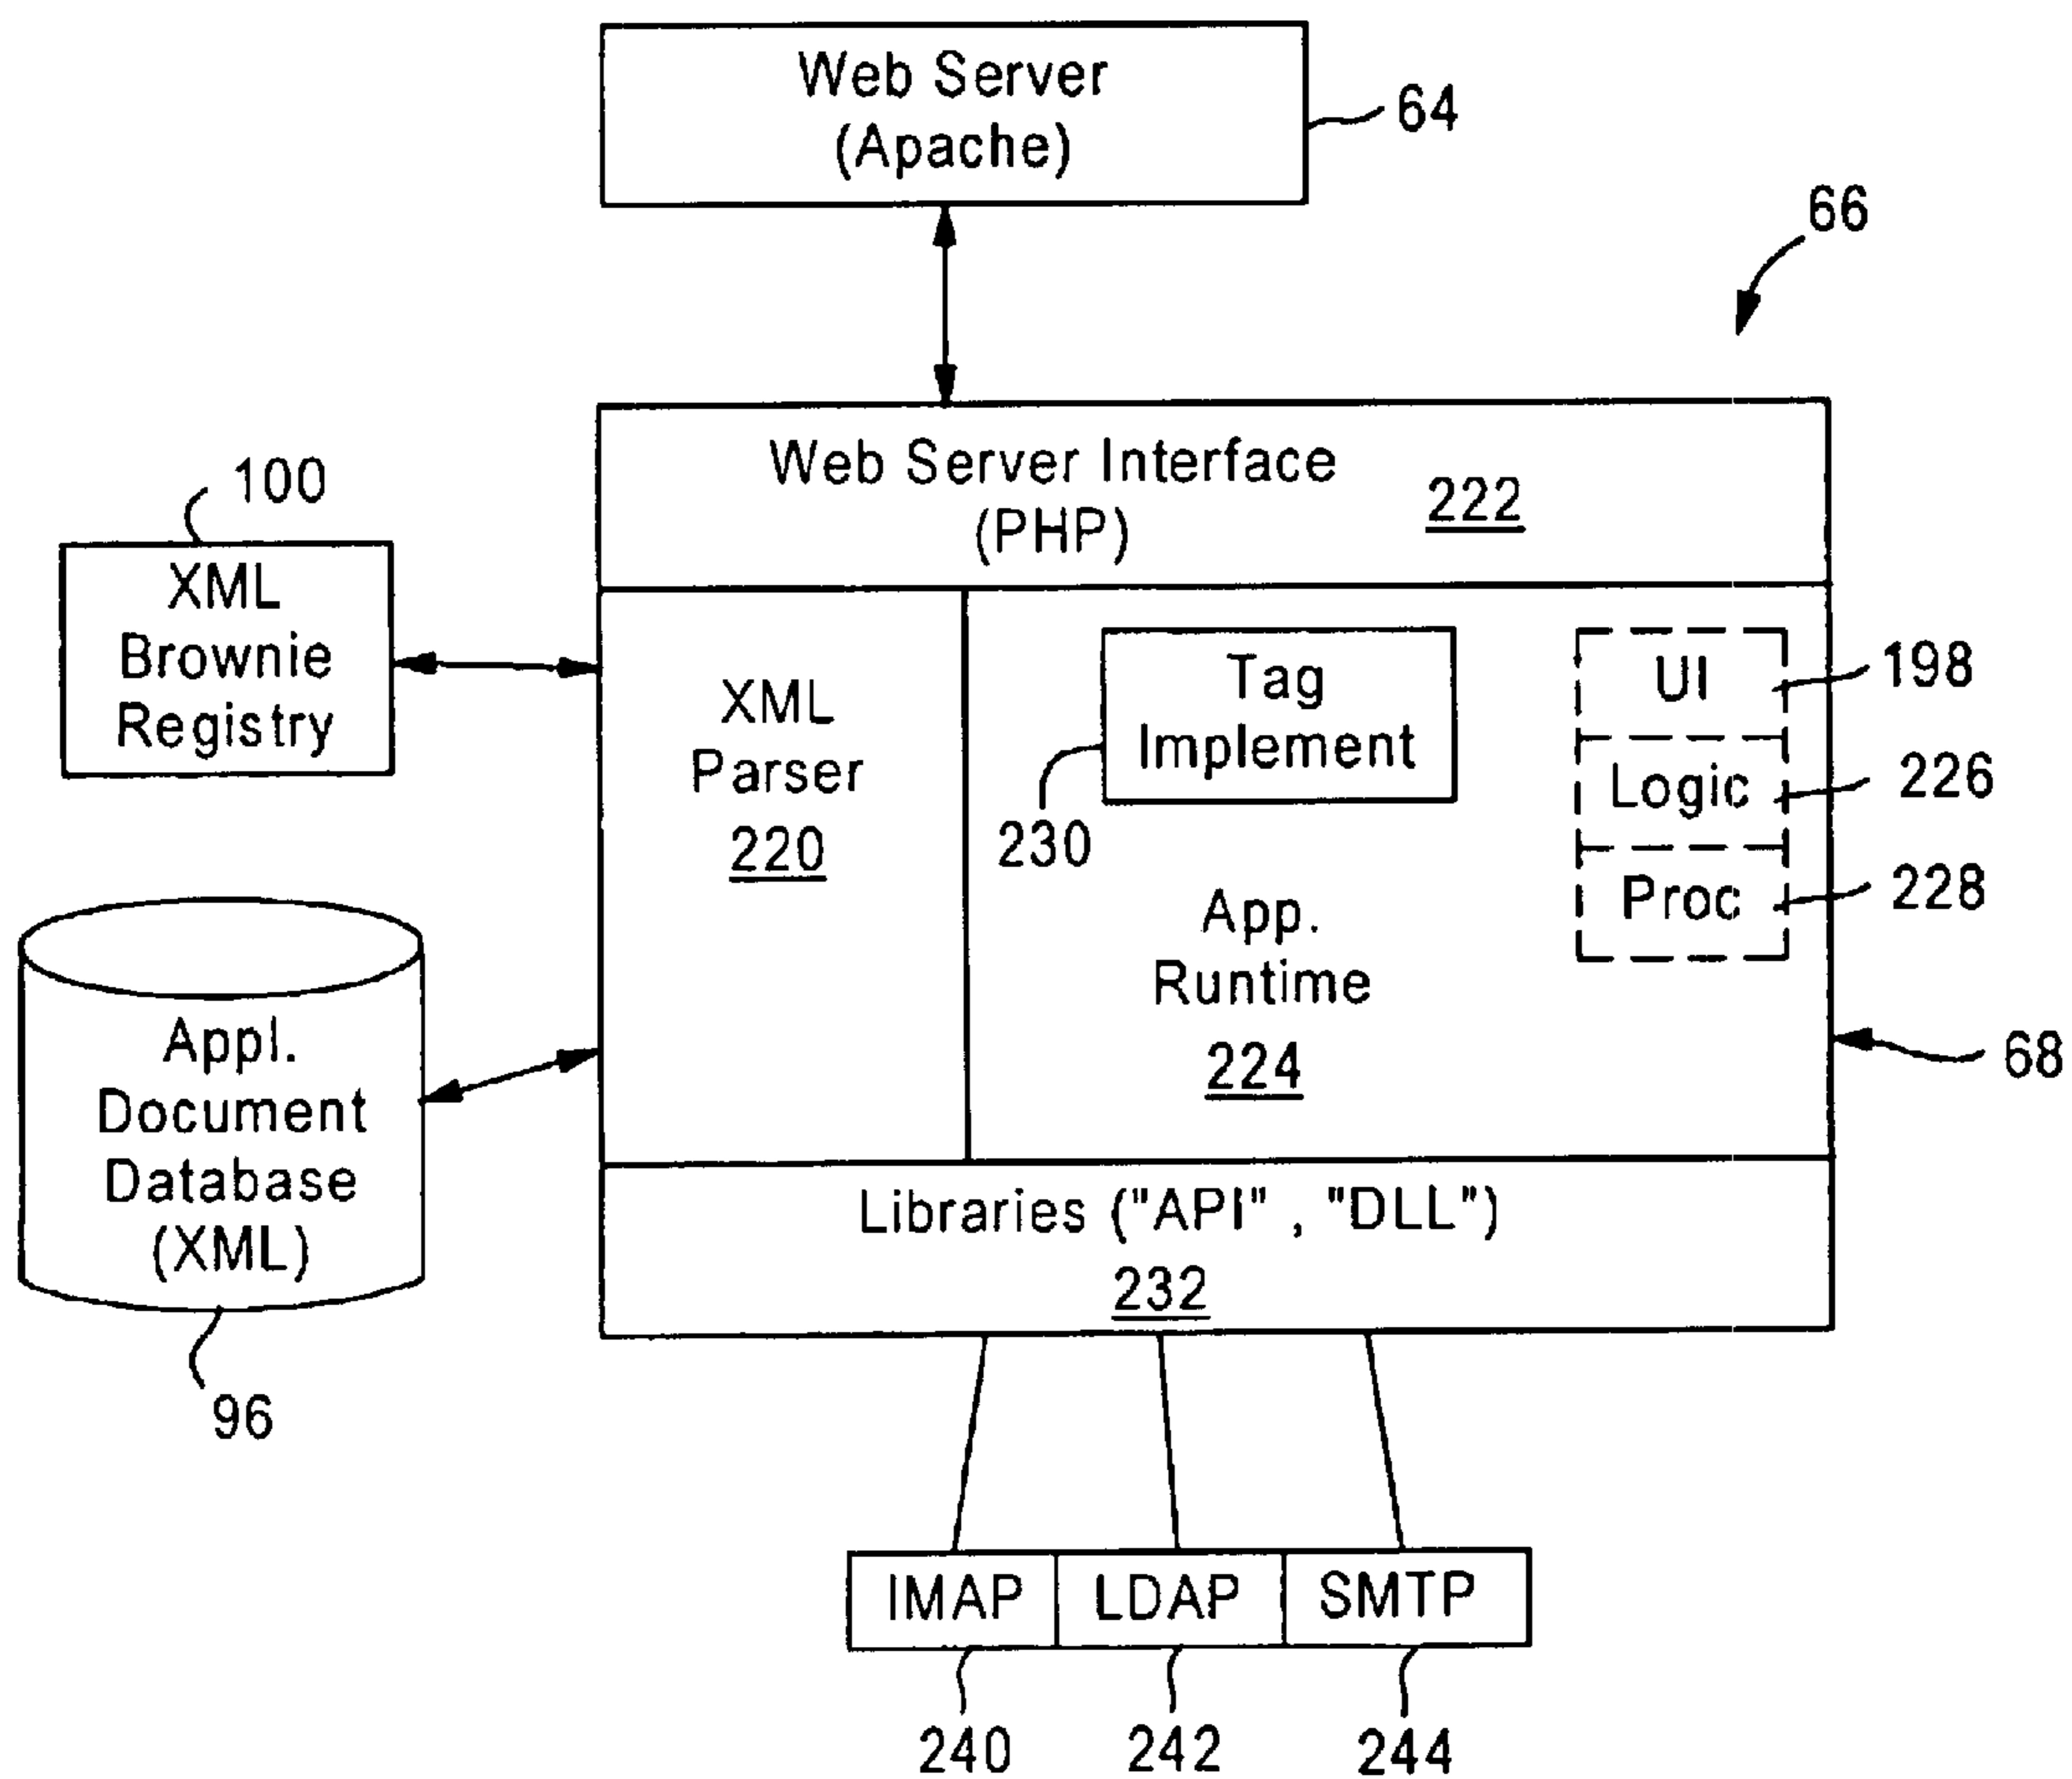 Web Server
(Apache)
64
66
Web Server Interface
(PHP)
222
100
XML
Brownie
Registry
XML
Parser
220
Tag
Implement
230
UI
198
Logic
226
Proc
228
App.
Runtime
224
68
Appl.
Document
Database
(XML)
96
Libraries ("API" , "DLL")
232
IMAP
LDAP
SMTP
240
242
244